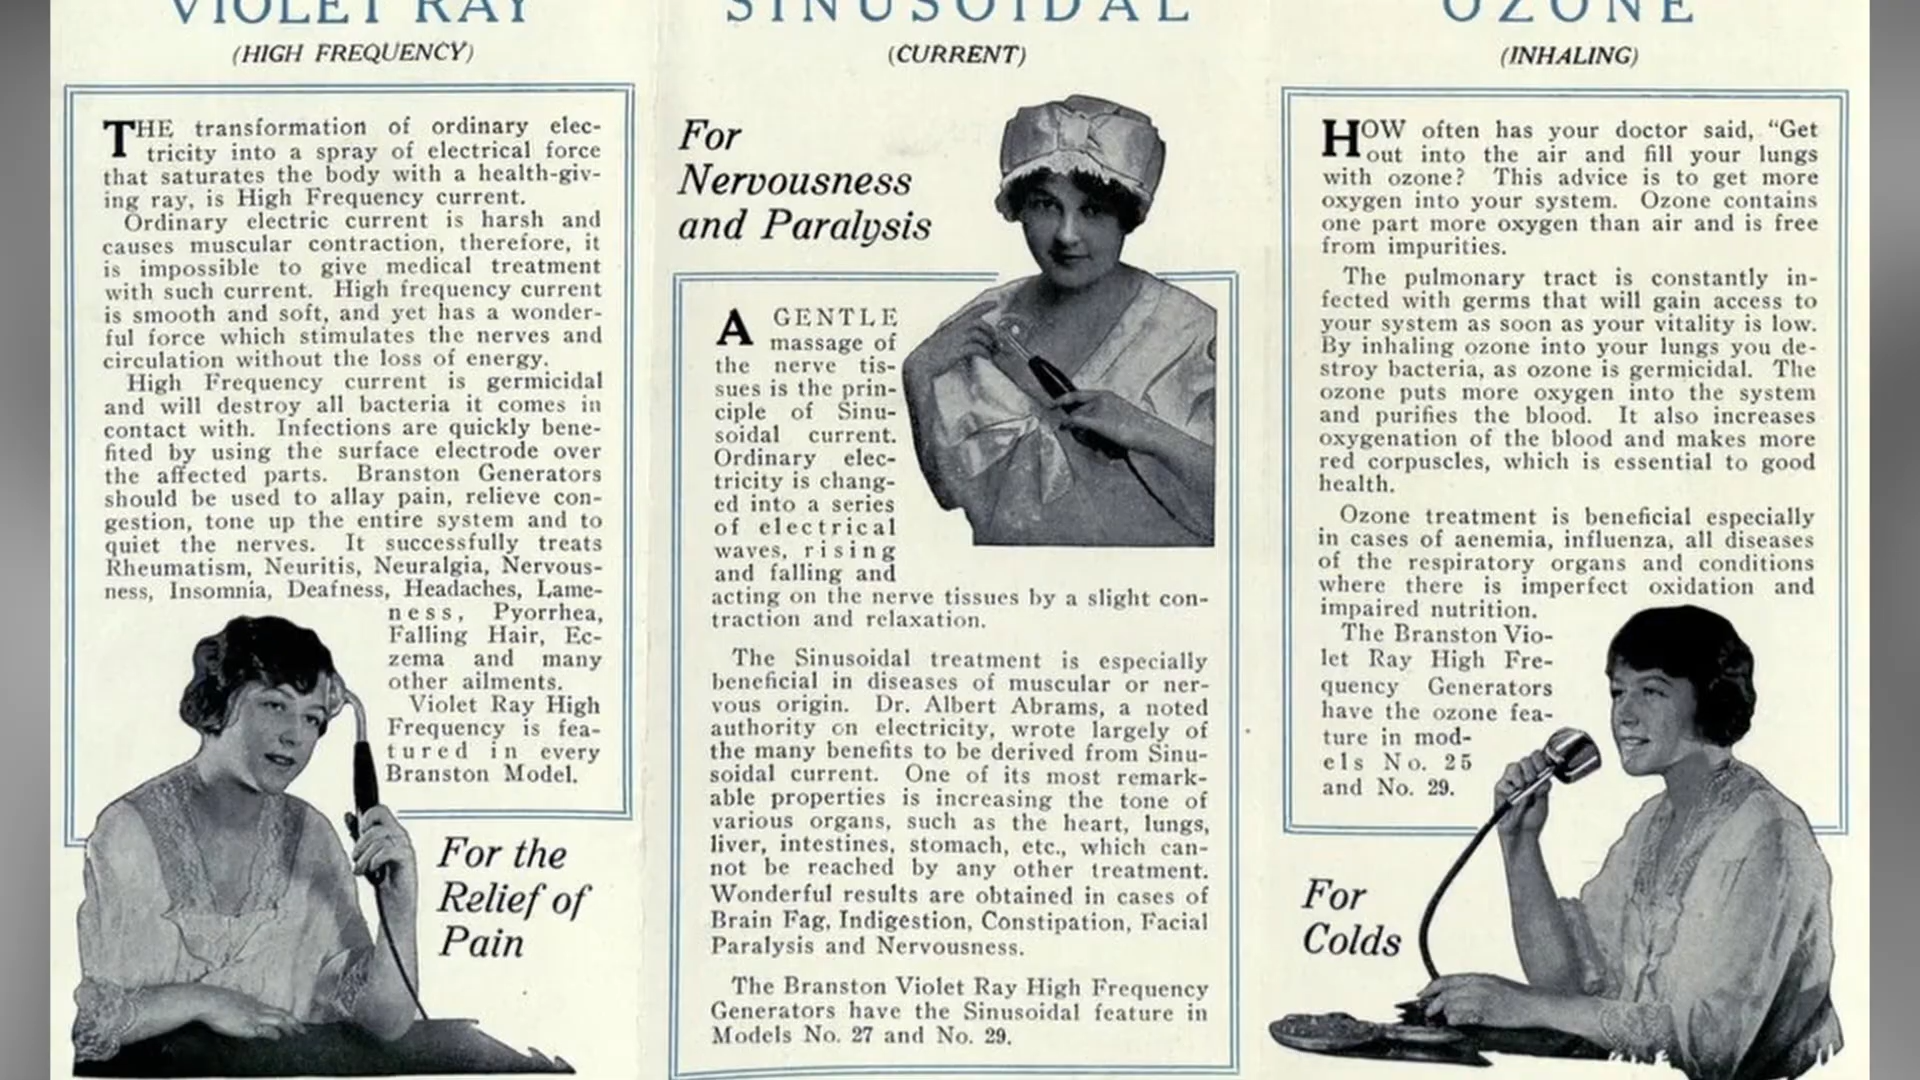 VIOLET RAY
(HIGH FREQUENCY)
THE transformation of ordinary elec-
tricity into a spray of electrical force
that saturates the body with a health-giv-
ing ray, is High Frequency current.
Ordinary electric current is harsh and
causes muscular contraction, therefore, it
is impossible to give medical treatment
with such current. High frequency current
is smooth and soft, and yet has a wonder-
ful force which stimulates the nerves and
circulation without the loss of energy.
High Frequency current is germicidal
and will destroy all bacteria it comes in
contact with. Infections are quickly bene-
fited by using the surface electrode over
the affected parts. Branston Generators
should be used to allay pain, relieve con-
gestion, tone up the entire system and to
quiet the nerves. It successfully treats
Rheumatism, Neuritis, Neuralgia, Nervous-
ness, Insomnia, Deafness, Headaches, Lame-
ness, Pyorrhea,
Falling Hair, Ec-
zema and many
other ailments.
Violet Ray High
Frequency is fea-
tured in every
Branston Model.
For the
Relief of
Pain
SINUSOIDAL
(CURRENT)
For
Nervousness
and Paralysis
A GENTLE
massage of
the nerve tis-
sues is the prin-
ciple of Sinu-
soidal current.
Ordinary elec-
tricity is chang-
ed into a series
of electrical
waves, rising
and falling and
acting on the nerve tissues by a slight con-
traction and relaxation.
The Sinusoidal treatment is especially
beneficial in diseases of muscular or ner-
vous origin. Dr. Albert Abrams, a noted
authority on electricity, wrote largely of
the many benefits to be derived from Sinu-
soidal current. One of its most remark-
able properties is increasing the tone of
various organs, such as the heart, lungs,
liver, intestines, stomach, etc., which can-
not be reached by any other treatment.
Wonderful results are obtained in cases of
Brain Fag, Indigestion, Constipation, Facial
Paralysis and Nervousness.
The Branston Violet Ray High Frequency
Generators have the Sinusoidal feature in
Models No. 27 and No. 29.
OZONE
(INHALING)
HOW often has your doctor said, “Get
out into the air and fill your lungs
with ozone? This advice is to get more
oxygen into your system. Ozone contains
one part more oxygen than air and is free
from impurities.
The pulmonary tract is constantly in-
fected with germs that will gain access to
your system as soon as your vitality is low.
By inhaling ozone into your lungs you de-
stroy bacteria, as ozone is germicidal. The
ozone puts more oxygen into the system
and purifies the blood. It also increases
oxygenation of the blood and makes more
red corpuscles, which is essential to good
health.
Ozone treatment is beneficial especially
in cases of aenemia, influenza, all diseases
of the respiratory organs and conditions
where there is imperfect oxidation and
impaired nutrition.
The Branston Vio-
let Ray High Fre-
quency Generators
have the ozone fea-
ture in mod-
els No. 25
and No. 29.
For
Colds